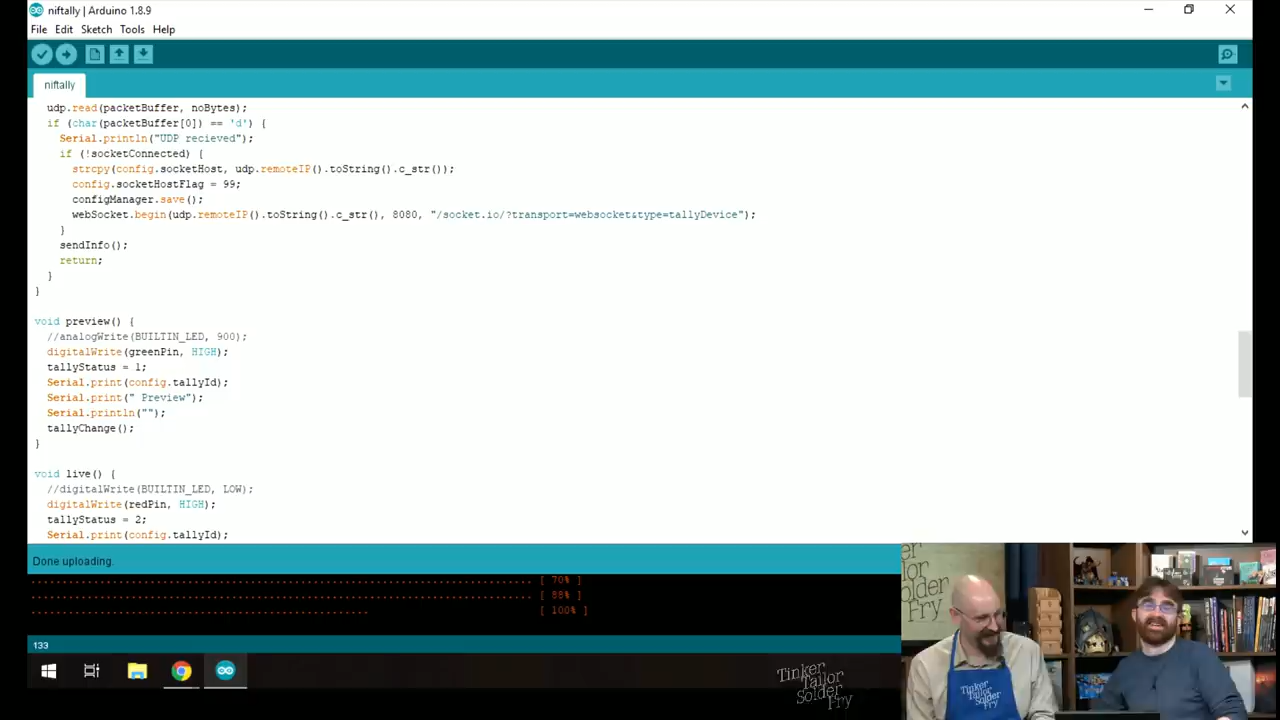 niftally | Arduino 1.8.9
File Edit Sketch Tools Help
niftally
udp.read(packetBuffer, noBytes);
if (char(packetBuffer[0]) == 'd') {
Serial.println("UDP recieved");
if (!socketConnected) {
strcpy(config.socketHost, udp.remoteIP().toString().c_str());
config.socketHostFlag = 99;
configManager.save();
webSocket.begin(udp.remoteIP().toString().c_str(), 8080, "/socket.io/?transport=websocket&type=tallyDevice");
}
sendInfo();
return;
}
}
void preview() {
//analogWrite(BUILTIN_LED, 900);
digitalWrite(greenPin, HIGH);
tallyStatus = 1;
Serial.print(config.tallyId);
Serial.print(" Preview");
Serial.println("");
tallyChange();
}
void live() {
//digitalWrite(BUILTIN_LED, LOW);
digitalWrite(redPin, HIGH);
tallyStatus = 2;
Serial.print(config.tallyId);
Done uploading.
................................................................................ [ 70% ]
................................................................................ [ 88% ]
...................................................... [ 100% ]
133
Tinker
Tailor
Solder
Fry
Tinker
Tailor
Solder
Fry